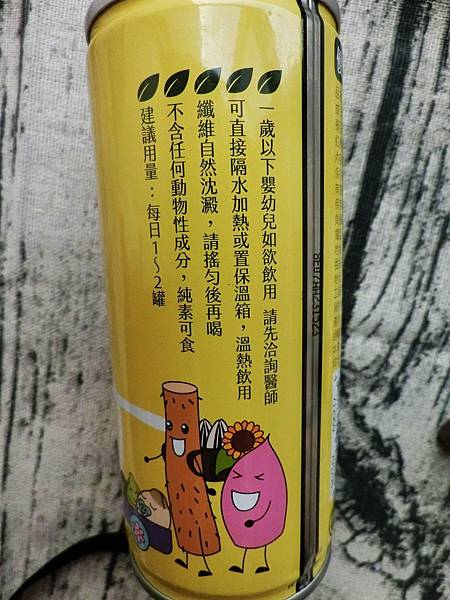 一歲以下嬰幼兒如欲飲用 請先洽詢醫師
可直接隔水加熱或置保溫箱，溫熱飲用
纖維自然沈澱，請搖勻後再喝
不含任何動物性成分，純素可食
建議用量：每日1～2罐